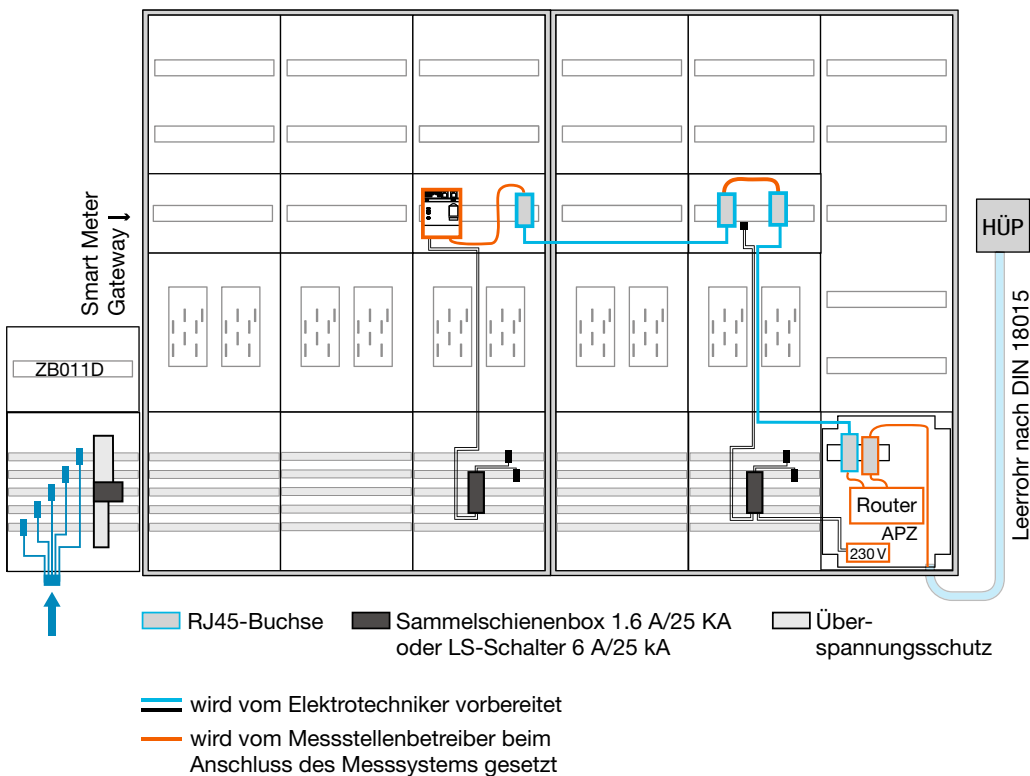 Smart Meter
Gateway ↓
HÜP
ZB011D
Leerrohr nach DIN 18015
Router
APZ
230 V
RJ45-Buchse
Sammelschienenbox 1.6 A/25 KA
oder LS-Schalter 6 A/25 kA
Über-
spannungsschutz
wird vom Elektrotechniker vorbereitet
wird vom Messstellenbetreiber beim
Anschluss des Messsystems gesetzt